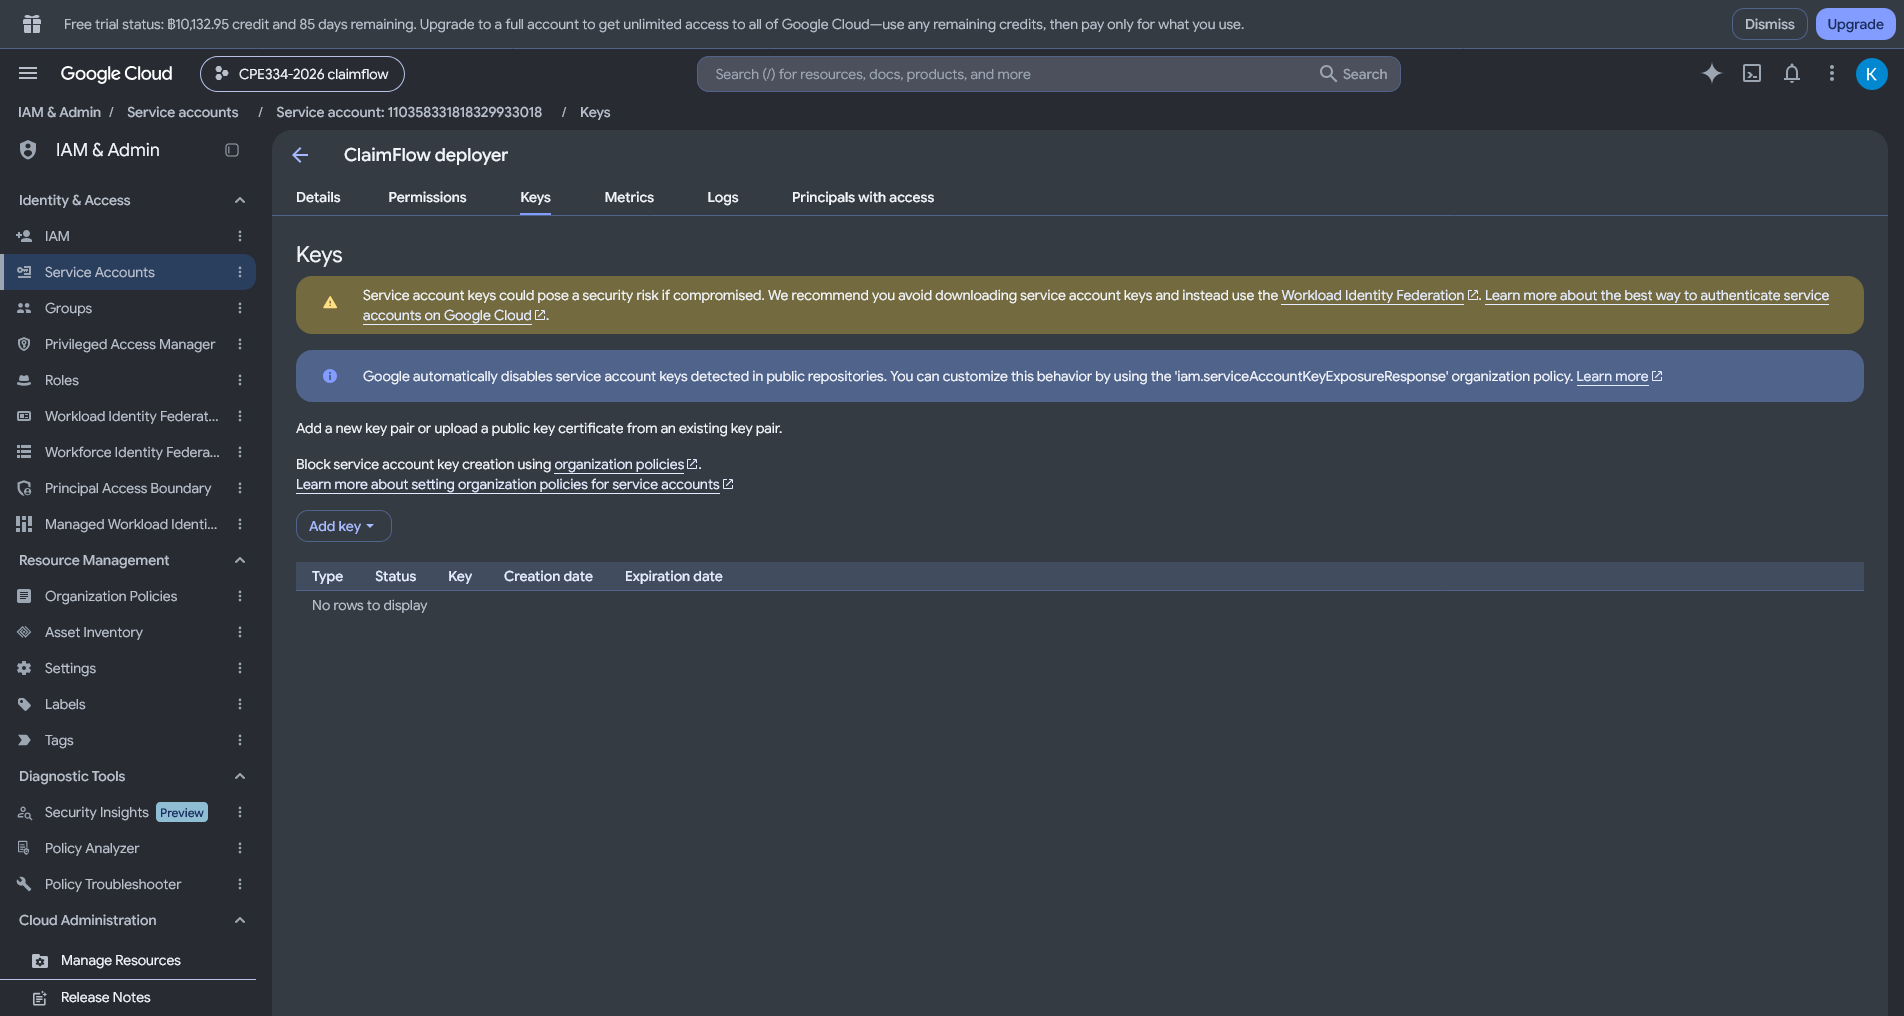 Free trial status: ฿10,132.95 credit and 85 days remaining. Upgrade to a full account to get unlimited access to all of Google Cloud—use any remaining credits, then pay only for what you use.
Dismiss
Upgrade
Google Cloud
CPE334-2026 claimflow
Search (/) for resources, docs, products, and more
Search
K
IAM & Admin / Service accounts / Service account: 110358331818329933018 / Keys
IAM & Admin
Identity & Access
IAM
Service Accounts
Groups
Privileged Access Manager
Roles
Workload Identity Federat...
Workforce Identity Federa...
Principal Access Boundary
Managed Workload Identi...
Resource Management
Organization Policies
Asset Inventory
Settings
Labels
Tags
Diagnostic Tools
Security Insights Preview
Policy Analyzer
Policy Troubleshooter
Cloud Administration
Manage Resources
Release Notes
ClaimFlow deployer
Details Permissions Keys Metrics Logs Principals with access
Keys
Service account keys could pose a security risk if compromised. We recommend you avoid downloading service account keys and instead use the Workload Identity Federation. Learn more about the best way to authenticate service
accounts on Google Cloud.
Google automatically disables service account keys detected in public repositories. You can customize this behavior by using the 'iam.serviceAccountKeyExposureResponse' organization policy. Learn more
Add a new key pair or upload a public key certificate from an existing key pair.
Block service account key creation using organization policies.
Learn more about setting organization policies for service accounts
Add key
Type Status Key Creation date Expiration date
No rows to display